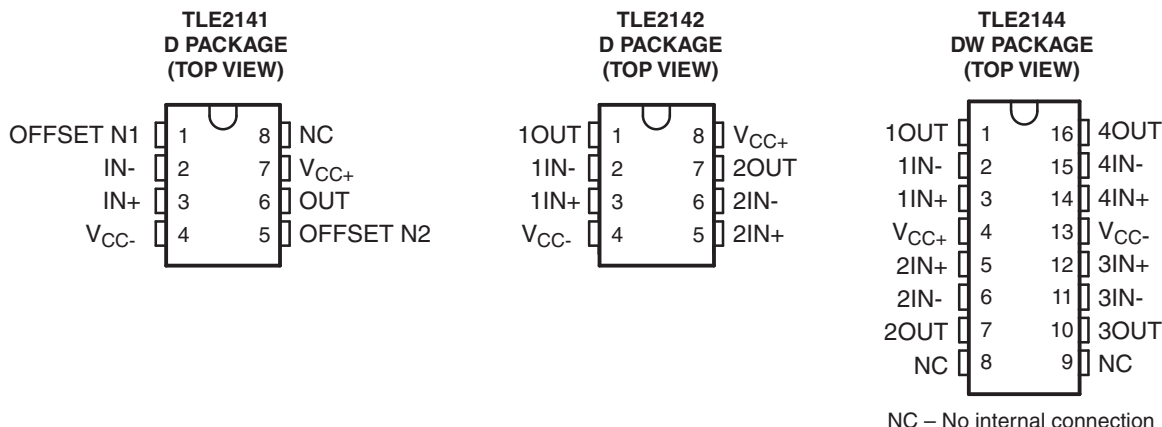 TLE2141
D PACKAGE
(TOP VIEW)
OFFSET N1 1 8 NC
IN- 2 7 VCC+
IN+ 3 6 OUT
VCC- 4 5 OFFSET N2
TLE2142
D PACKAGE
(TOP VIEW)
1OUT 1 8 VCC+
1IN- 2 7 2OUT
1IN+ 3 6 2IN-
VCC- 4 5 2IN+
TLE2144
DW PACKAGE
(TOP VIEW)
1OUT 1 16 4OUT
1IN- 2 15 4IN-
1IN+ 3 14 4IN+
VCC+ 4 13 VCC-
2IN+ 5 12 3IN+
2IN- 6 11 3IN-
2OUT 7 10 3OUT
NC 8 9 NC
NC – No internal connection